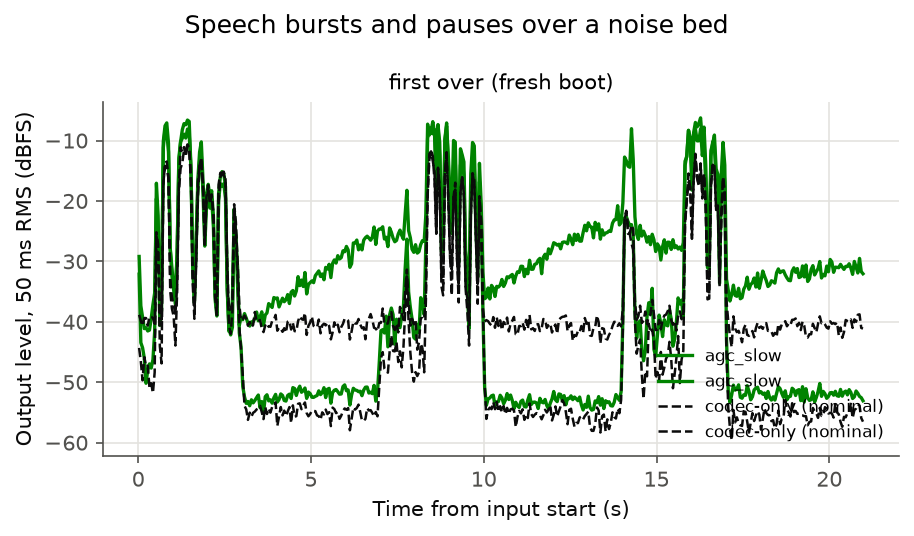 Speech bursts and pauses over a noise bed
first over (fresh boot)
Output level, 50 ms RMS (dBFS)
−10
−20
−30
−40
−50
−60
agc_slow
agc_slow
codec-only (nominal)
codec-only (nominal)
0 5 10 15 20
Time from input start (s)